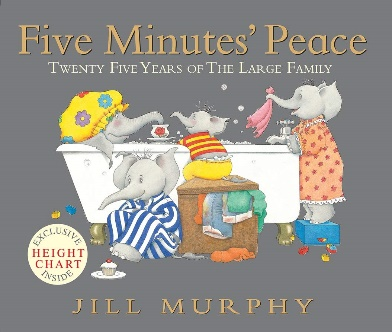 Five Minutes' Peace
TWENTY FIVE YEARS OF THE LARGE FAMILY
EXCLUSIVE
HEIGHT
CHART
INSIDE
JILL MURPHY